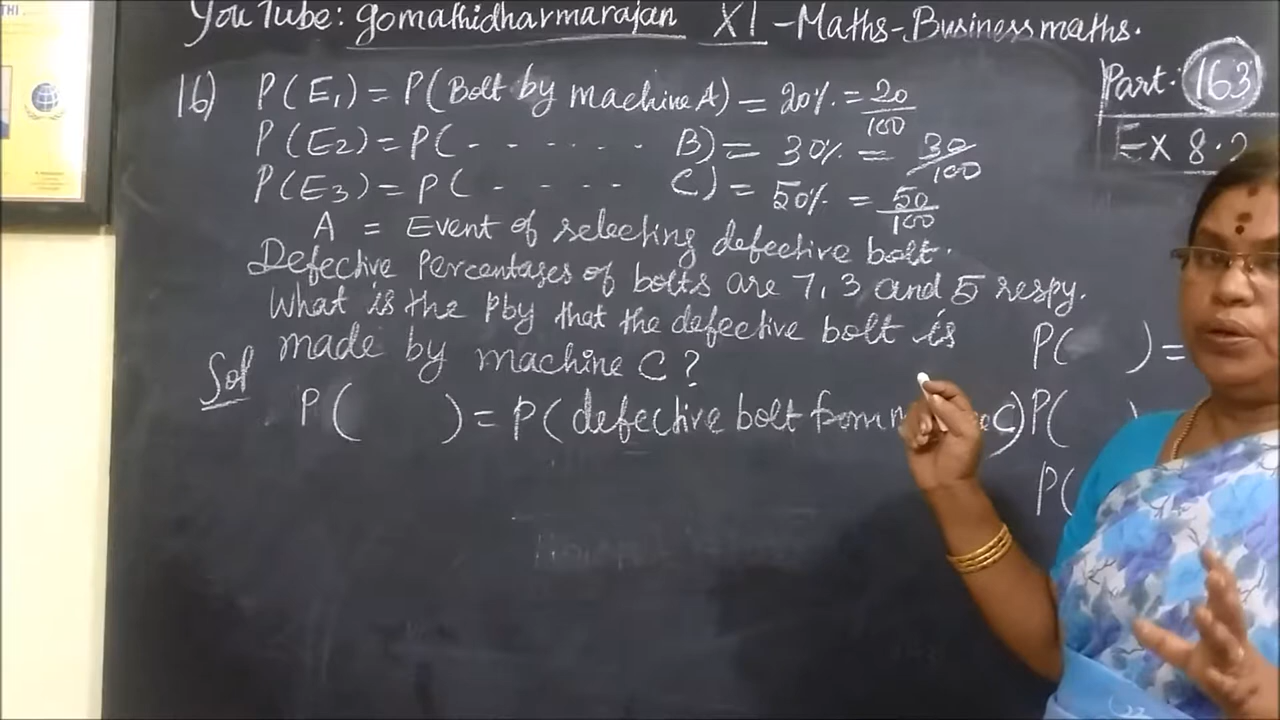 THI.
YouTube: gomathidharmarajan XI - Maths - Business maths.
Part: 163
Ex 8.2
16) P(E₁) = P(Bolt by machine A) = 20% = 20/100
P(E2) = P( - - - - - - - B) = 30% = 30/100
P(E3) = P( - - - - - C) = 50% = 50/100
A = Event of selecting defective bolt.
Defective Percentages of bolts are 7, 3 and 5 respy.
What is the Pby that the defective bolt is
made by machine C?
Sol
P( ) = P( defective bolt from C)
P( ) =
P( )
P(